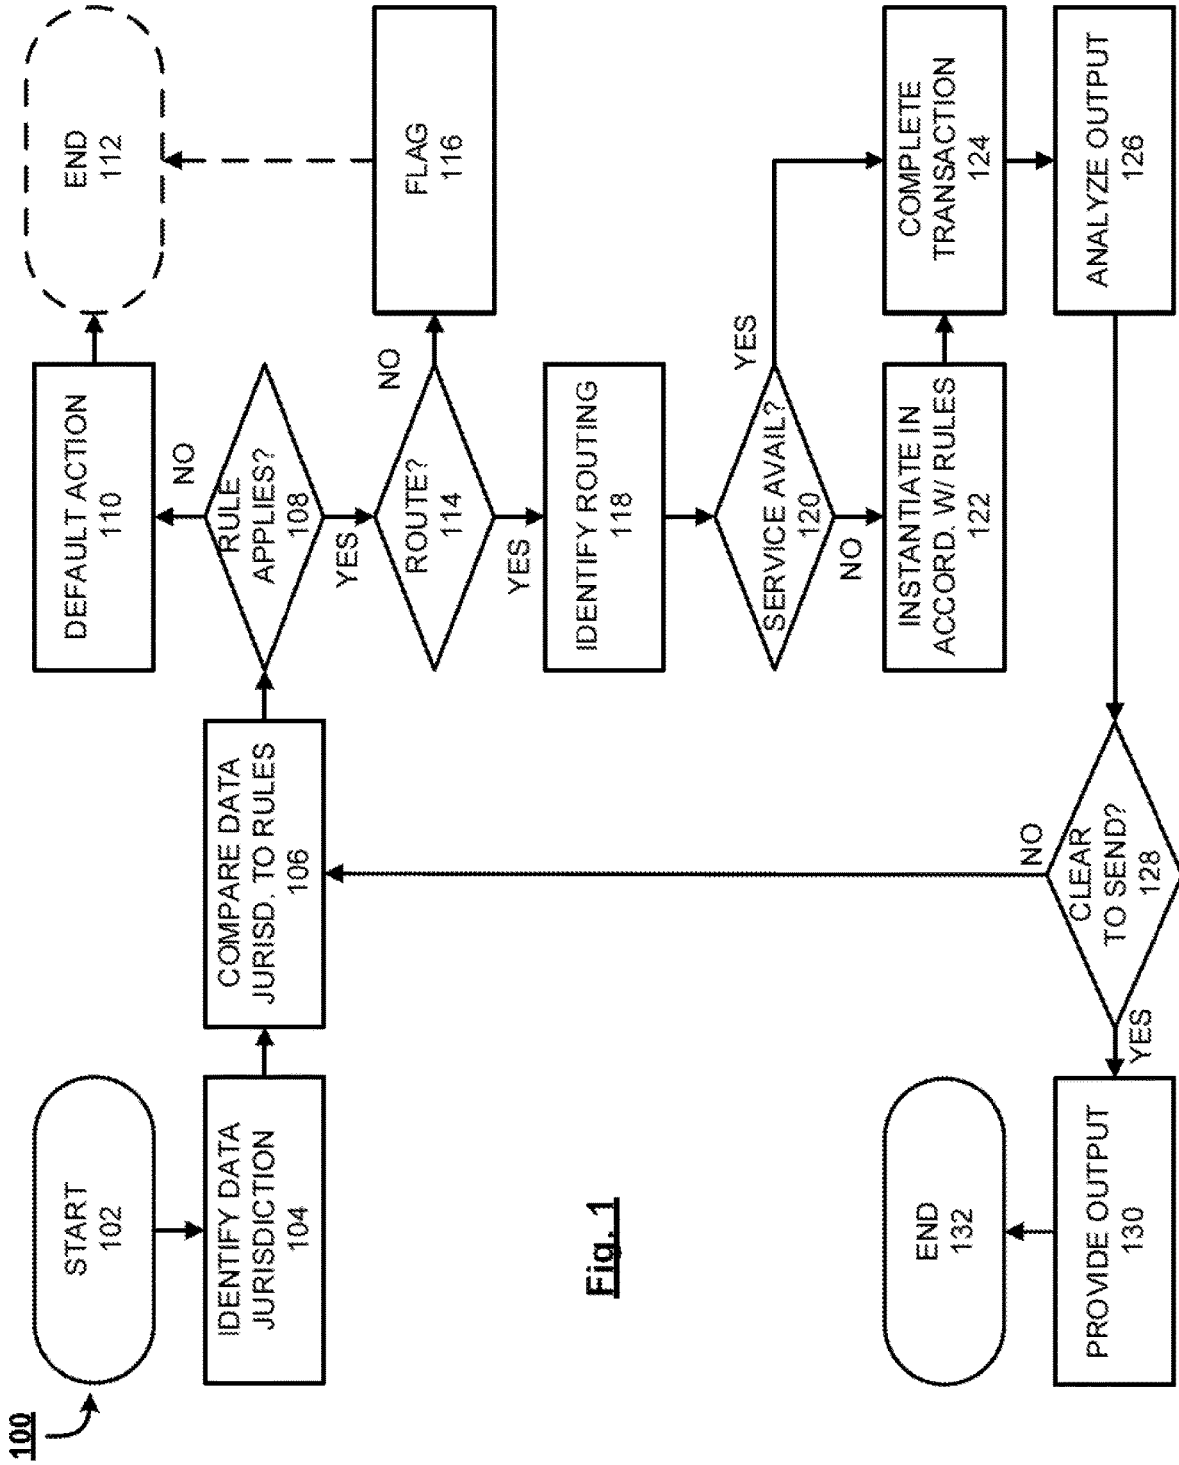 100
START
102
IDENTIFY DATA
JURISDICTION
104
COMPARE DATA
JURISD. TO RULES
106
RULE
APPLIES?
108
NO
DEFAULT ACTION
110
END
112
YES
ROUTE?
114
NO
FLAG
116
YES
IDENTIFY ROUTING
118
SERVICE AVAIL?
120
YES
NO
INSTANTIATE IN
ACCORD. W/ RULES
122
COMPLETE
TRANSACTION
124
ANALYZE OUTPUT
126
CLEAR
TO SEND?
128
NO
YES
PROVIDE OUTPUT
130
END
132
Fig. 1